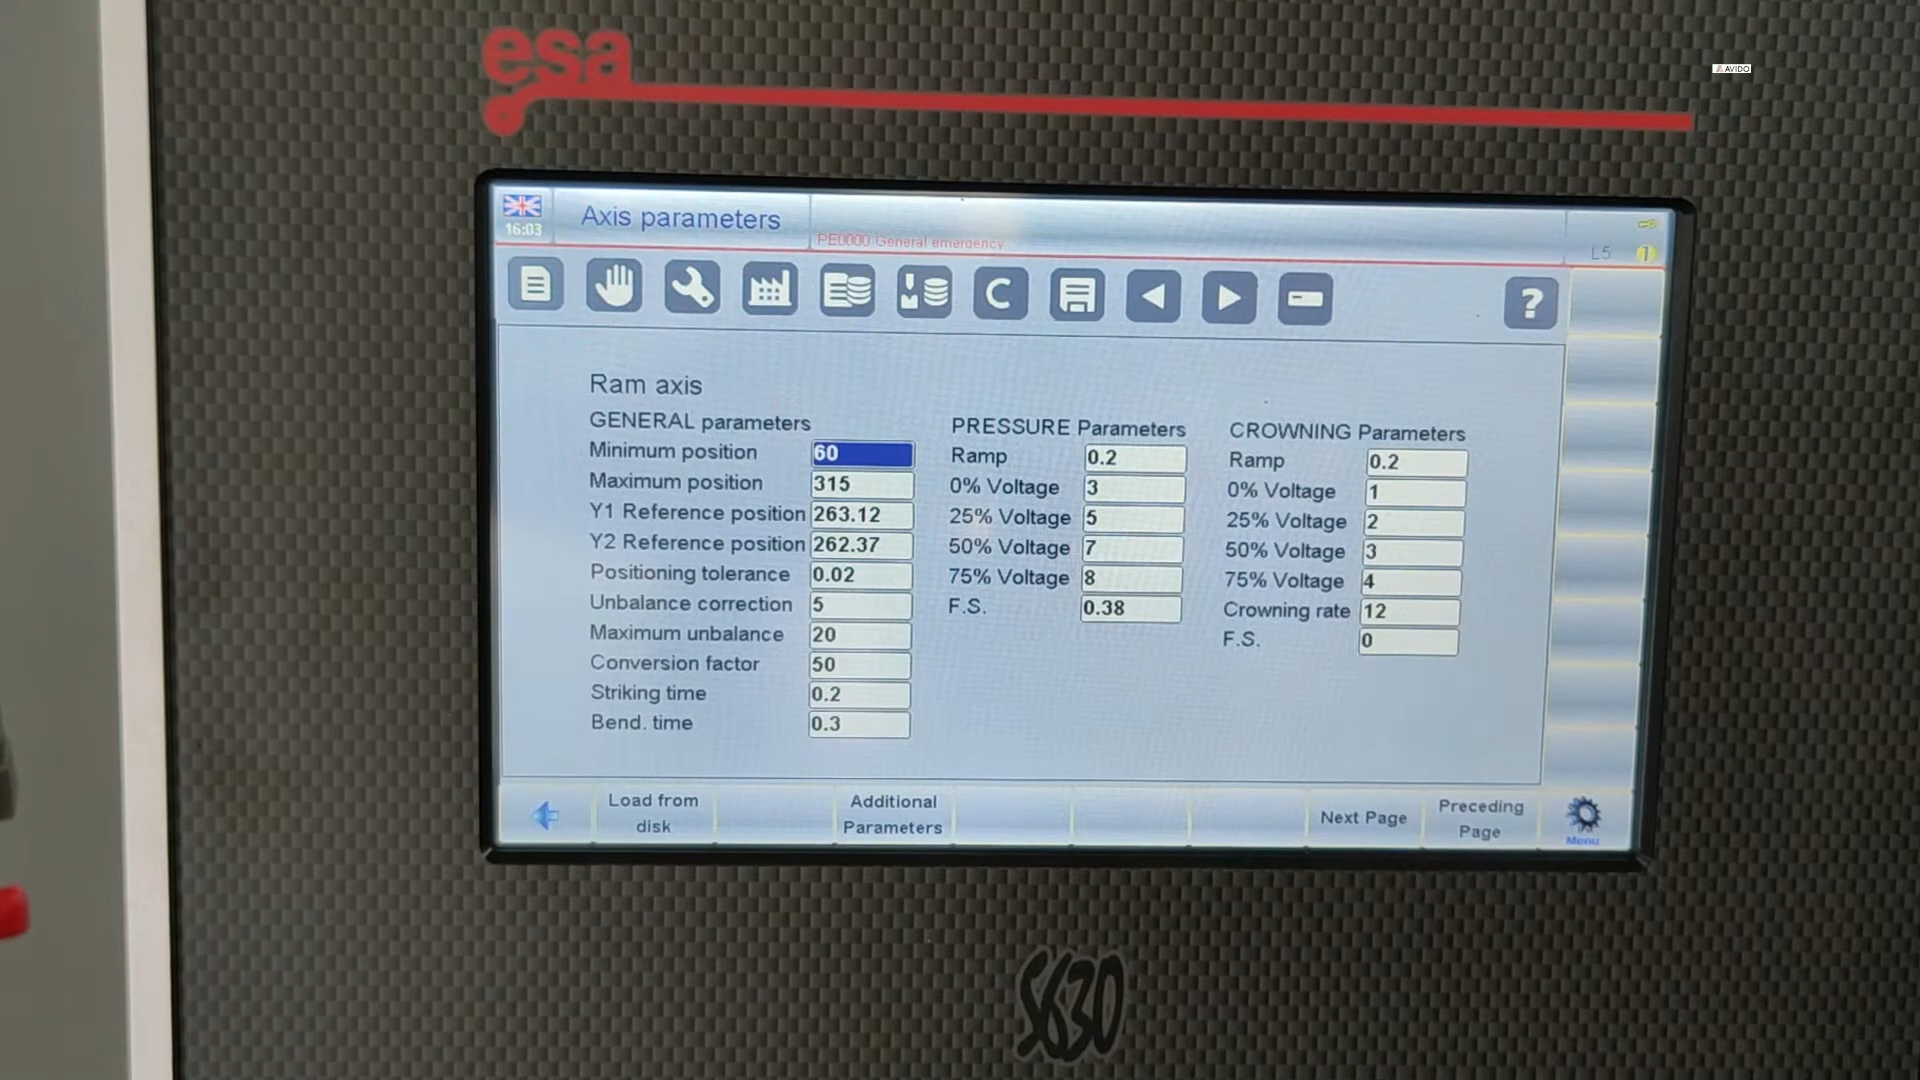 esa
AVIDO
16:03
Axis parameters
PE0000 General emergency
L5
1
C
?
Ram axis
GENERAL parameters
Minimum position 60
Maximum position 315
Y1 Reference position 263.12
Y2 Reference position 262.37
Positioning tolerance 0.02
Unbalance correction 5
Maximum unbalance 20
Conversion factor 50
Striking time 0.2
Bend. time 0.3
PRESSURE Parameters
Ramp 0.2
0% Voltage 3
25% Voltage 5
50% Voltage 7
75% Voltage 8
F.S. 0.38
CROWNING Parameters
Ramp 0.2
0% Voltage 1
25% Voltage 2
50% Voltage 3
75% Voltage 4
Crowning rate 12
F.S. 0
Load from
disk
Additional
Parameters
Next Page
Preceding
Page
Menu
S630